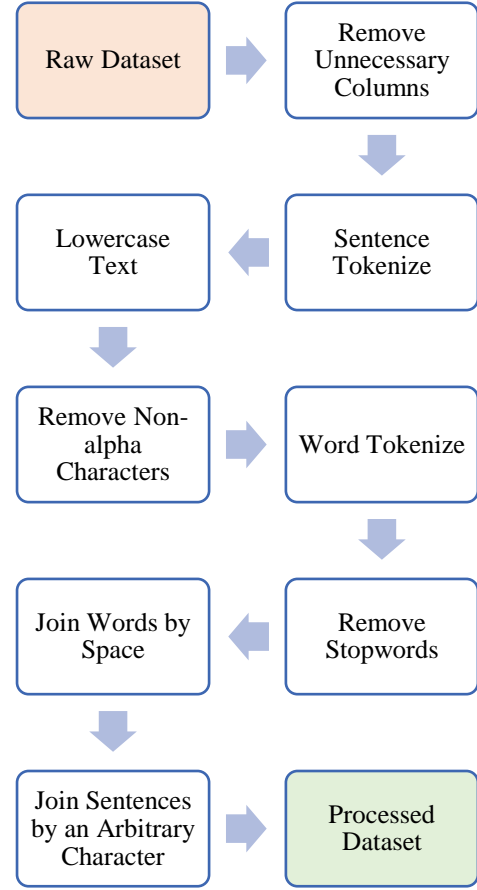 Raw Dataset
Remove
Unnecessary
Columns
Sentence
Tokenize
Lowercase
Text
Remove Non-
alpha
Characters
Word Tokenize
Remove
Stopwords
Join Words by
Space
Join Sentences
by an Arbitrary
Character
Processed
Dataset